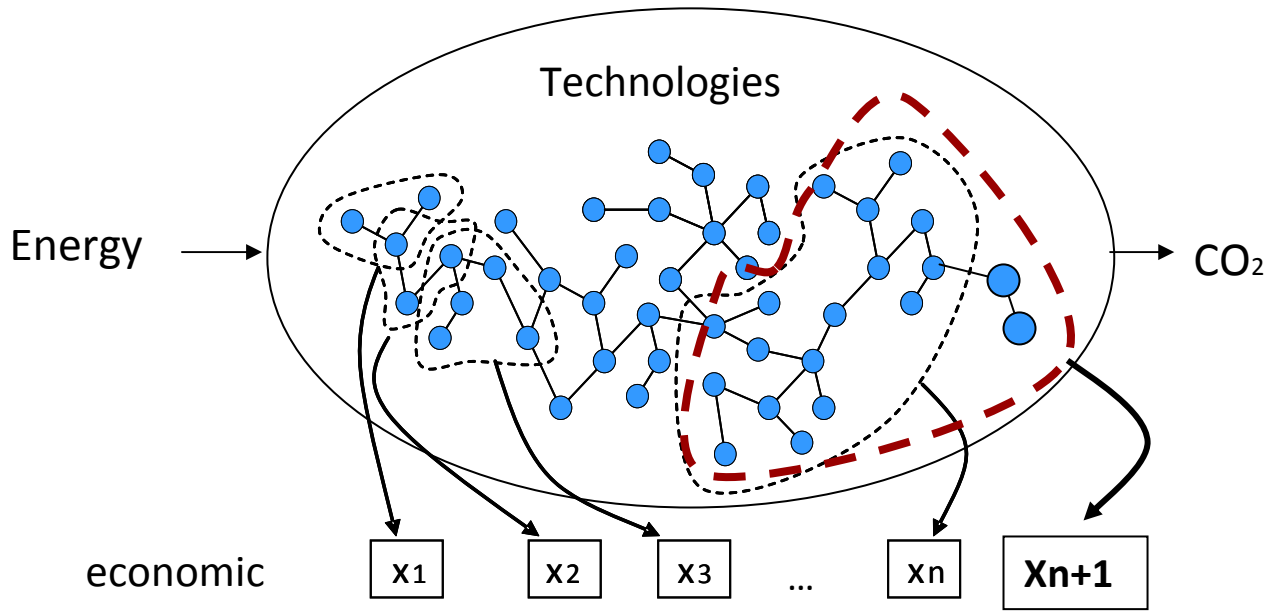 Technologies
Energy
CO₂
economic
x1
x2
x3
...
xn
Xn+1